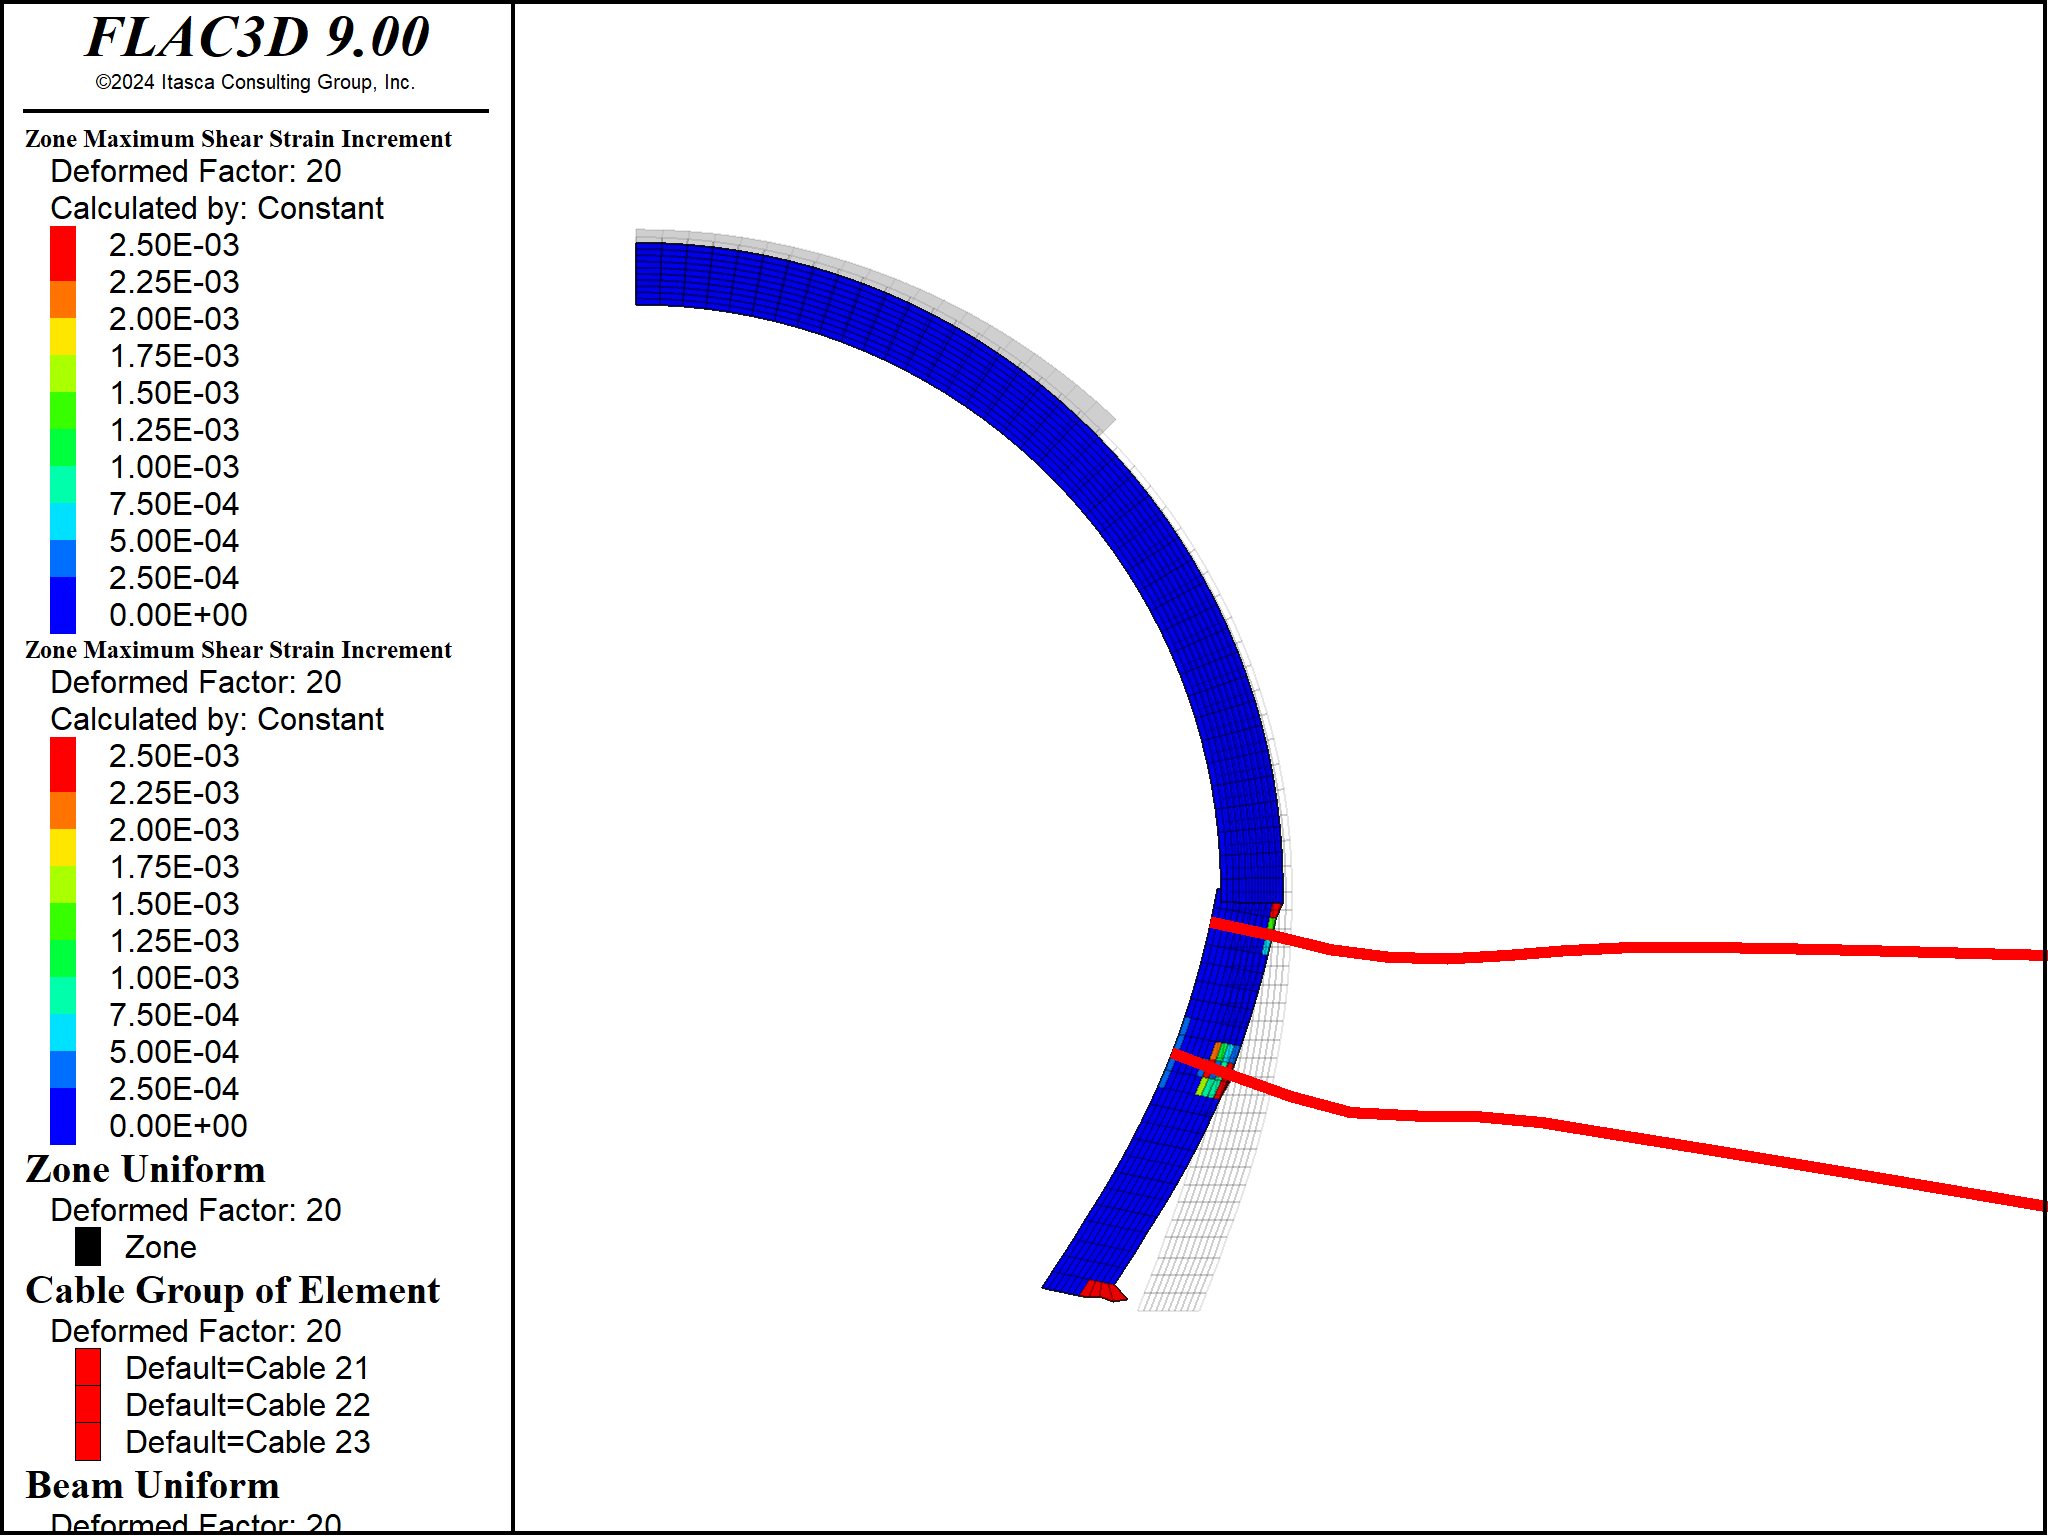 FLAC3D 9.00
©2024 Itasca Consulting Group, Inc.
Zone Maximum Shear Strain Increment
Deformed Factor: 20
Calculated by: Constant
2.50E-03
2.25E-03
2.00E-03
1.75E-03
1.50E-03
1.25E-03
1.00E-03
7.50E-04
5.00E-04
2.50E-04
0.00E+00
Zone Maximum Shear Strain Increment
Deformed Factor: 20
Calculated by: Constant
2.50E-03
2.25E-03
2.00E-03
1.75E-03
1.50E-03
1.25E-03
1.00E-03
7.50E-04
5.00E-04
2.50E-04
0.00E+00
Zone Uniform
Deformed Factor: 20
Zone
Cable Group of Element
Deformed Factor: 20
Default=Cable 21
Default=Cable 22
Default=Cable 23
Beam Uniform
Deformed Factor: 20